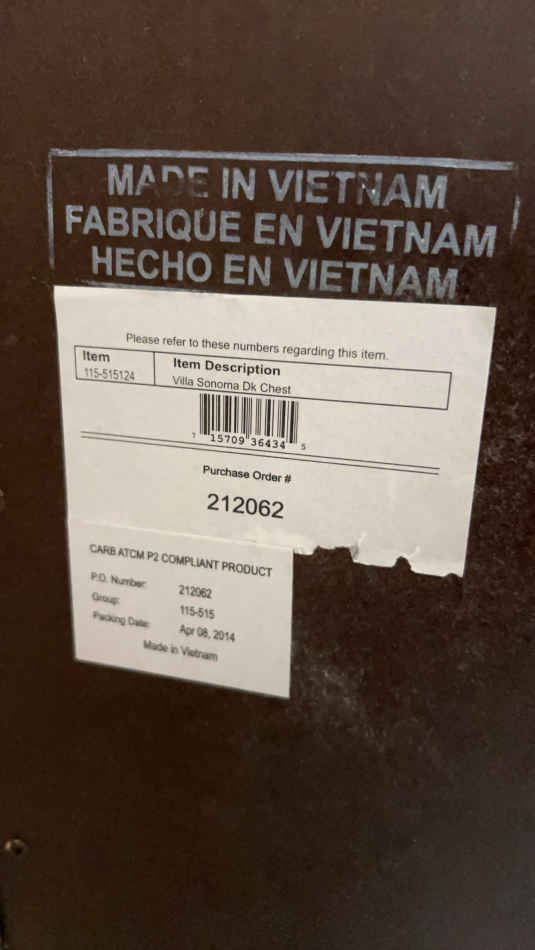 MADE IN VIETNAM
FABRIQUE EN VIETNAM
HECHO EN VIETNAM
Please refer to these numbers regarding this item.
Item Item Description
115-515124 Villa Sonoma Dk Chest
7 15709 36434 5
Purchase Order #
212062
CARB ATCM P2 COMPLIANT PRODUCT
P.O. Number: 212062
Group: 115-515
Packing Date: Apr 08, 2014
Made in Vietnam